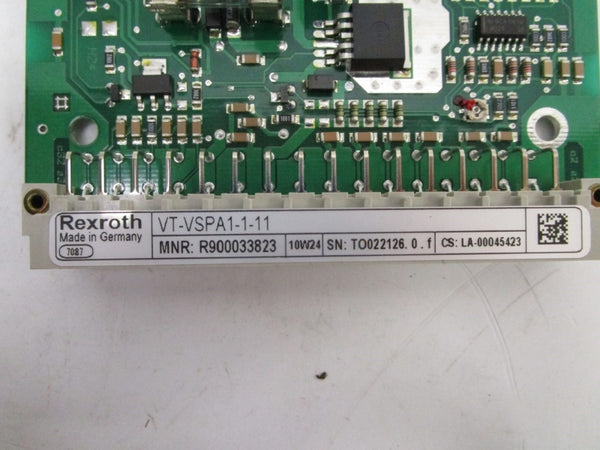 Rexroth
Made in Germany
7087
VT-VSPA1-1-11
MNR: R900033823
10W24
SN: TO022126.0.f
CS: LA-00045423